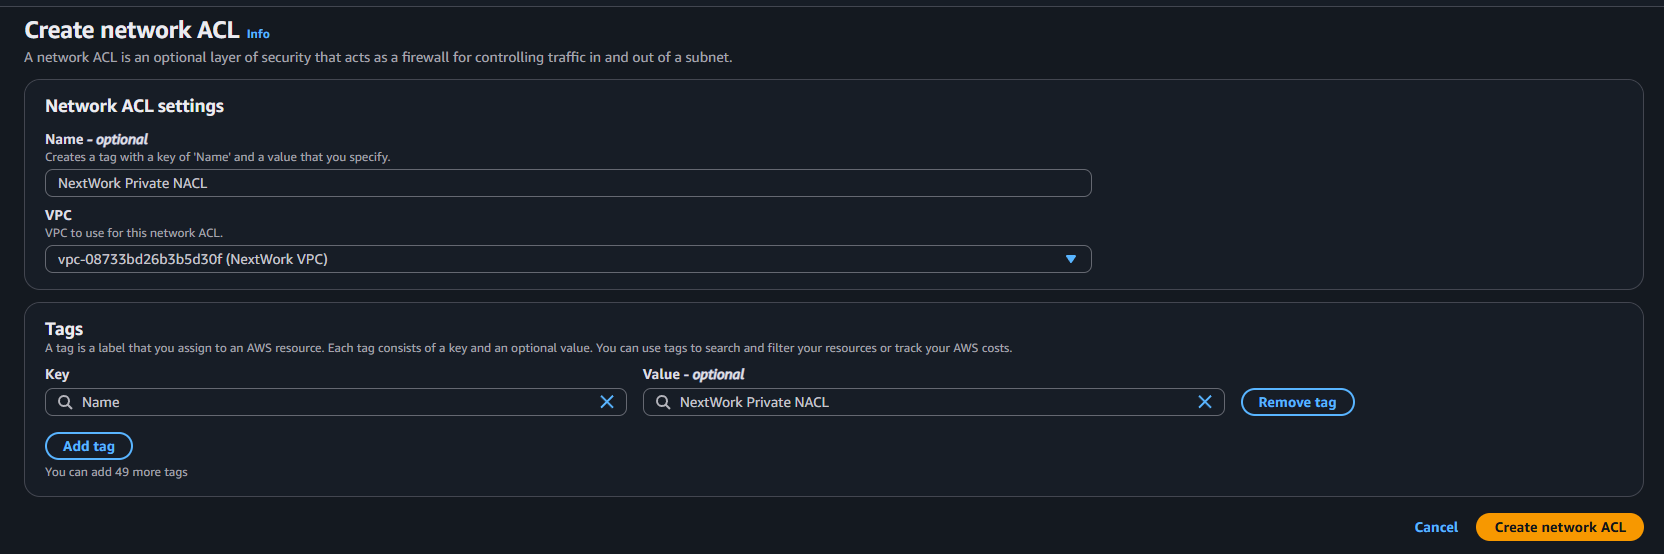 Create network ACL Info
A network ACL is an optional layer of security that acts as a firewall for controlling traffic in and out of a subnet.
Network ACL settings
Name - optional
Creates a tag with a key of 'Name' and a value that you specify.
NextWork Private NACL
VPC
VPC to use for this network ACL.
vpc-08733bd26b3b5d30f (NextWork VPC)
Tags
A tag is a label that you assign to an AWS resource. Each tag consists of a key and an optional value. You can use tags to search and filter your resources or track your AWS costs.
Key Value - optional
Name NextWork Private NACL Remove tag
Add tag
You can add 49 more tags
Cancel Create network ACL